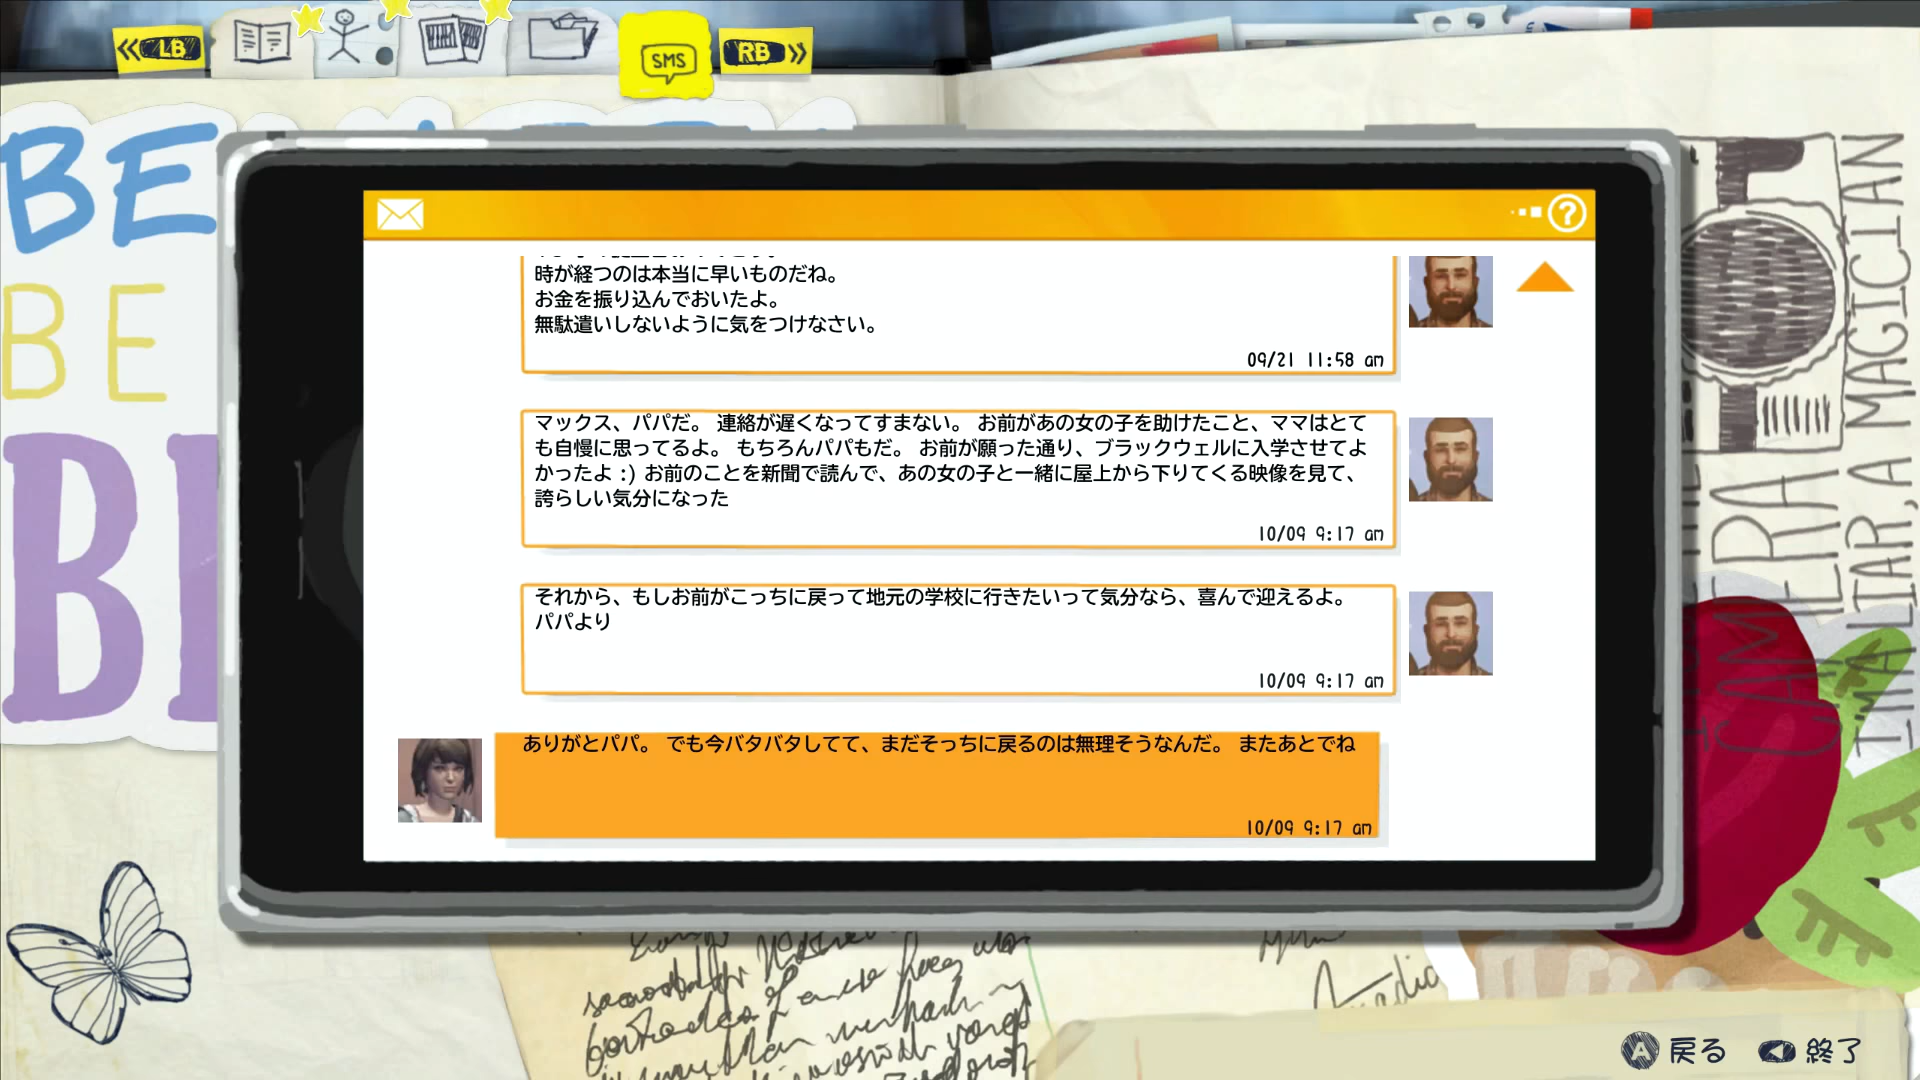 LB
SMS
RB
BE
BE
時が経つのは本当に早いものだね。
お金を振り込んでおいたよ。
無駄遣いしないように気をつけなさい。
09/21 11:58 am
マックス、パパだ。 連絡が遅くなってすまない。 お前があの女の子を助けたこと、ママはとて
も自慢に思ってるよ。 もちろんパパもだ。 お前が願った通り、ブラックウェルに入学させてよ
かったよ :) お前のことを新聞で読んで、あの女の子と一緒に屋上から下りてくる映像を見て、
誇らしい気分になった
10/09 9:17 am
それから、もしお前がこっちに戻って地元の学校に行きたいって気分なら、喜んで迎えるよ。
パパより
10/09 9:17 am
ありがとパパ。 でも今バタバタしてて、まだそっちに戻るのは無理そうなんだ。 またあとでね
10/09 9:17 am
CAMERA
LIAR, A MAGICIAN
A 戻る
終了